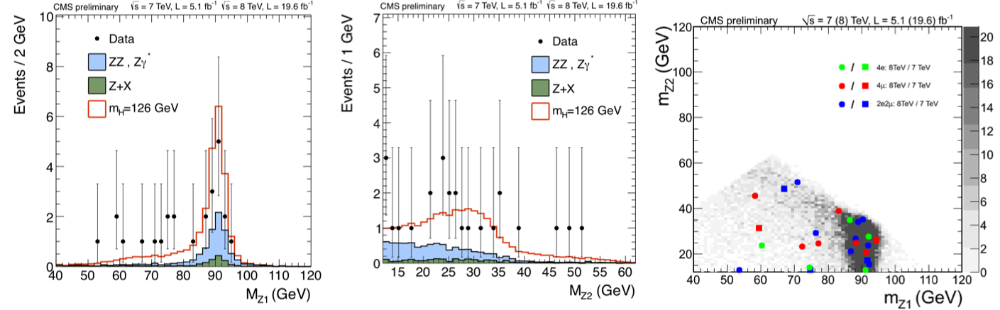 CMS preliminary √s = 7 TeV, L = 5.1 fb⁻¹ √s = 8 TeV, L = 19.6 fb⁻¹
Events / 2 GeV
10
8
6
4
2
0
Data
ZZ , Zγ*
Z+X
m_H=126 GeV
40 50 60 70 80 90 100 110 120
M_Z1 (GeV)
CMS preliminary √s = 7 TeV, L = 5.1 fb⁻¹ √s = 8 TeV, L = 19.6 fb⁻¹
Events / 1 GeV
7
6
5
4
3
2
1
0
Data
ZZ , Zγ*
Z+X
m_H=126 GeV
15 20 25 30 35 40 45 50 55 60
M_Z2 (GeV)
CMS preliminary √s = 7 (8) TeV, L = 5.1 (19.6) fb⁻¹
m_Z2 (GeV)
120
100
80
60
40
20
/ 4e: 8TeV / 7 TeV
/ 4μ: 8TeV / 7 TeV
/ 2e2μ: 8TeV / 7 TeV
40 50 60 70 80 90 100 110 120
m_Z1 (GeV)
20
18
16
14
12
10
8
6
4
2
0